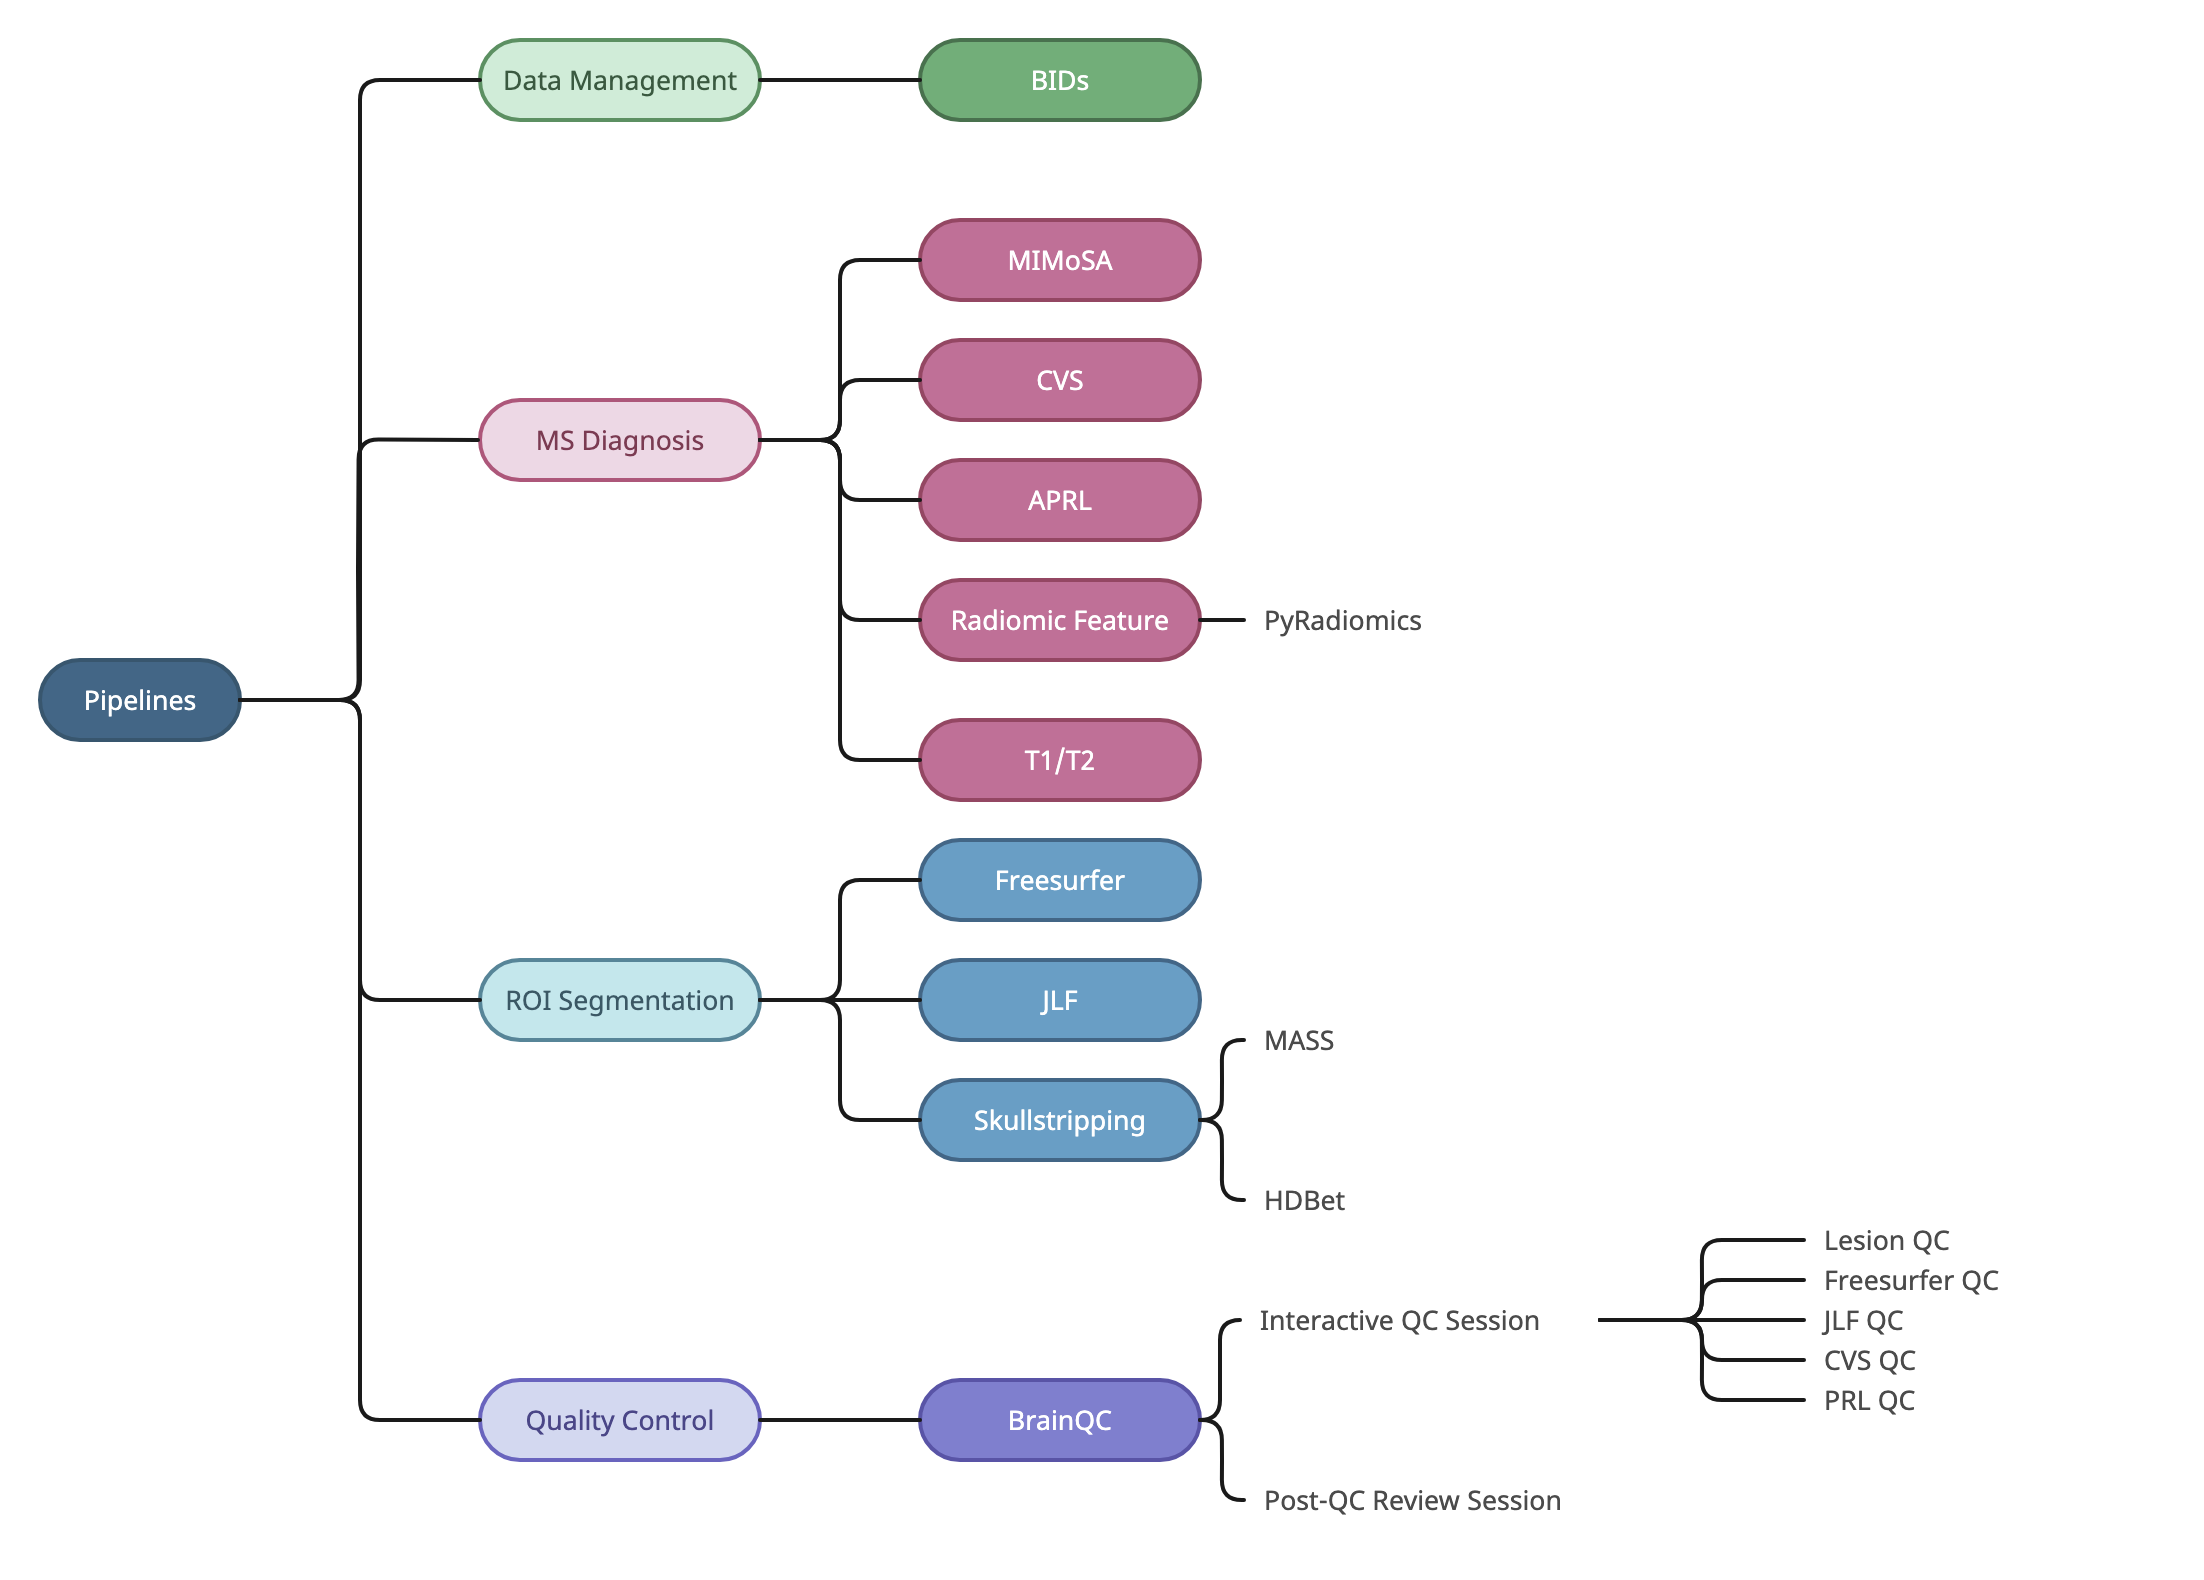 Data Management
BIDs
MIMoSA
CVS
MS Diagnosis
APRL
Radiomic Feature
PyRadiomics
Pipelines
T1/T2
Freesurfer
ROI Segmentation
JLF
MASS
Skullstripping
HDBet
Lesion QC
Freesurfer QC
Interactive QC Session
JLF QC
CVS QC
PRL QC
Quality Control
BrainQC
Post-QC Review Session